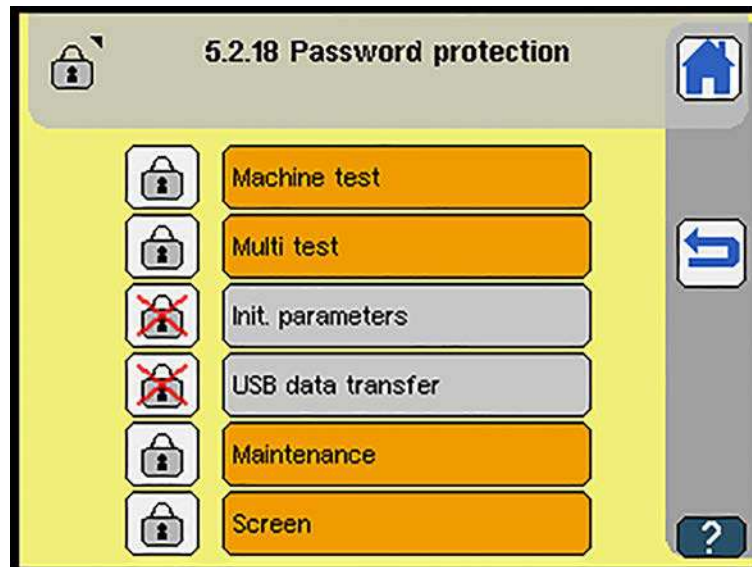 5.2.18 Password protection
Machine test
Multi test
Init. parameters
USB data transfer
Maintenance
Screen
?